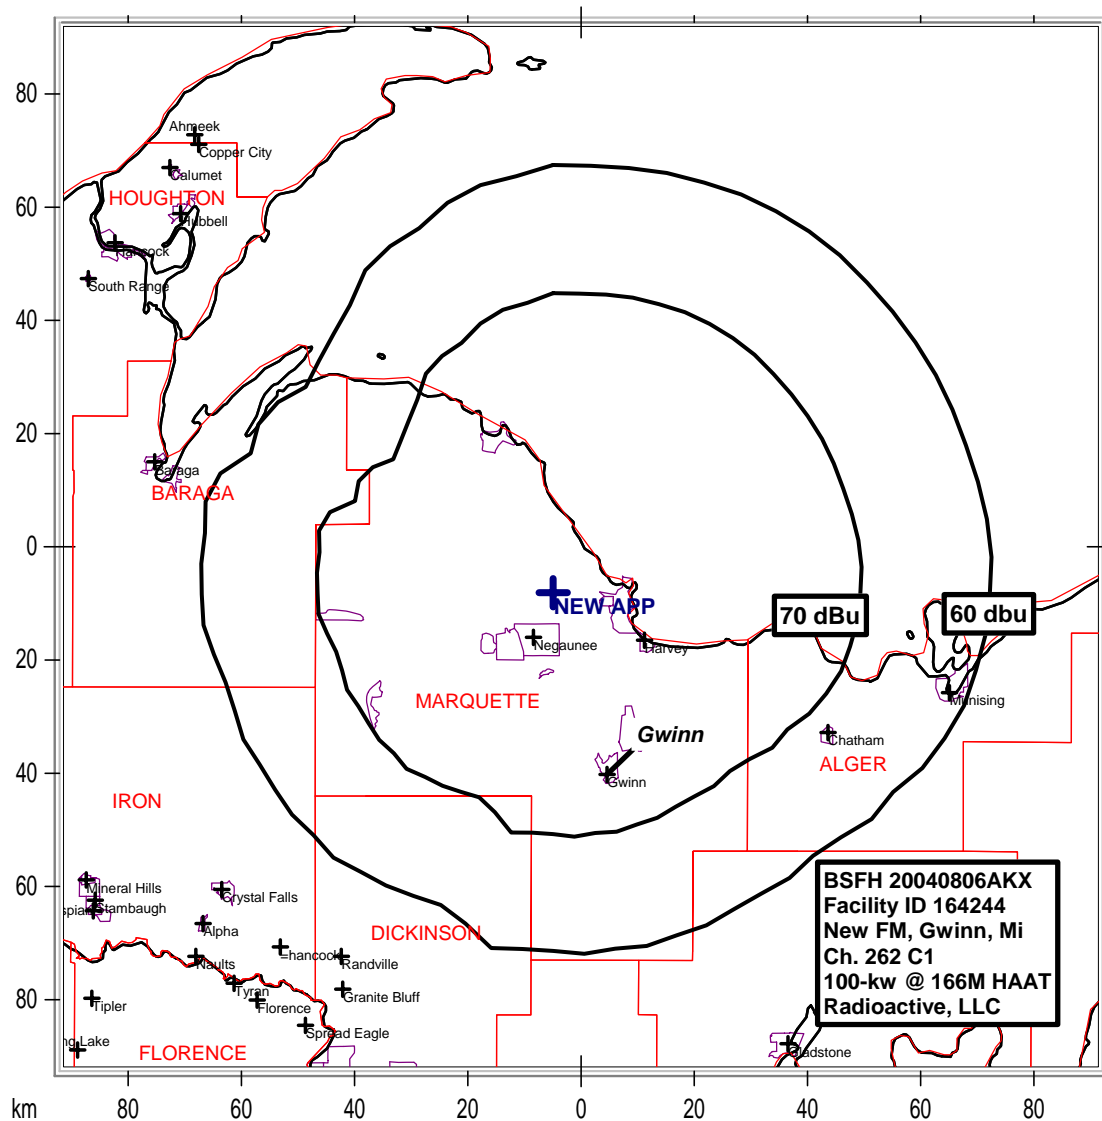 80
Ahmeek
Copper City
Calumet
HOUGHTON
60
Hubbell
Hancock
South Range
40
20
Baraga
BARAGA
0
NEW APP
70 dBu
60 dbu
Negaunee
Harvey
20
MARQUETTE
Munising
Gwinn
Chatham
ALGER
40
Gwinn
IRON
60
Mineral Hills
Crystal Falls
Stambaugh
Alpha
DICKINSON
Naults
Randville
Tyran
Granite Bluff
80
Tipler
Florence
Spread Eagle
Lake
FLORENCE
Gladstone
BSFH 20040806AKX
Facility ID 164244
New FM, Gwinn, Mi
Ch. 262 C1
100-kw @ 166M HAAT
Radioactive, LLC
km
80
60
40
20
0
20
40
60
80